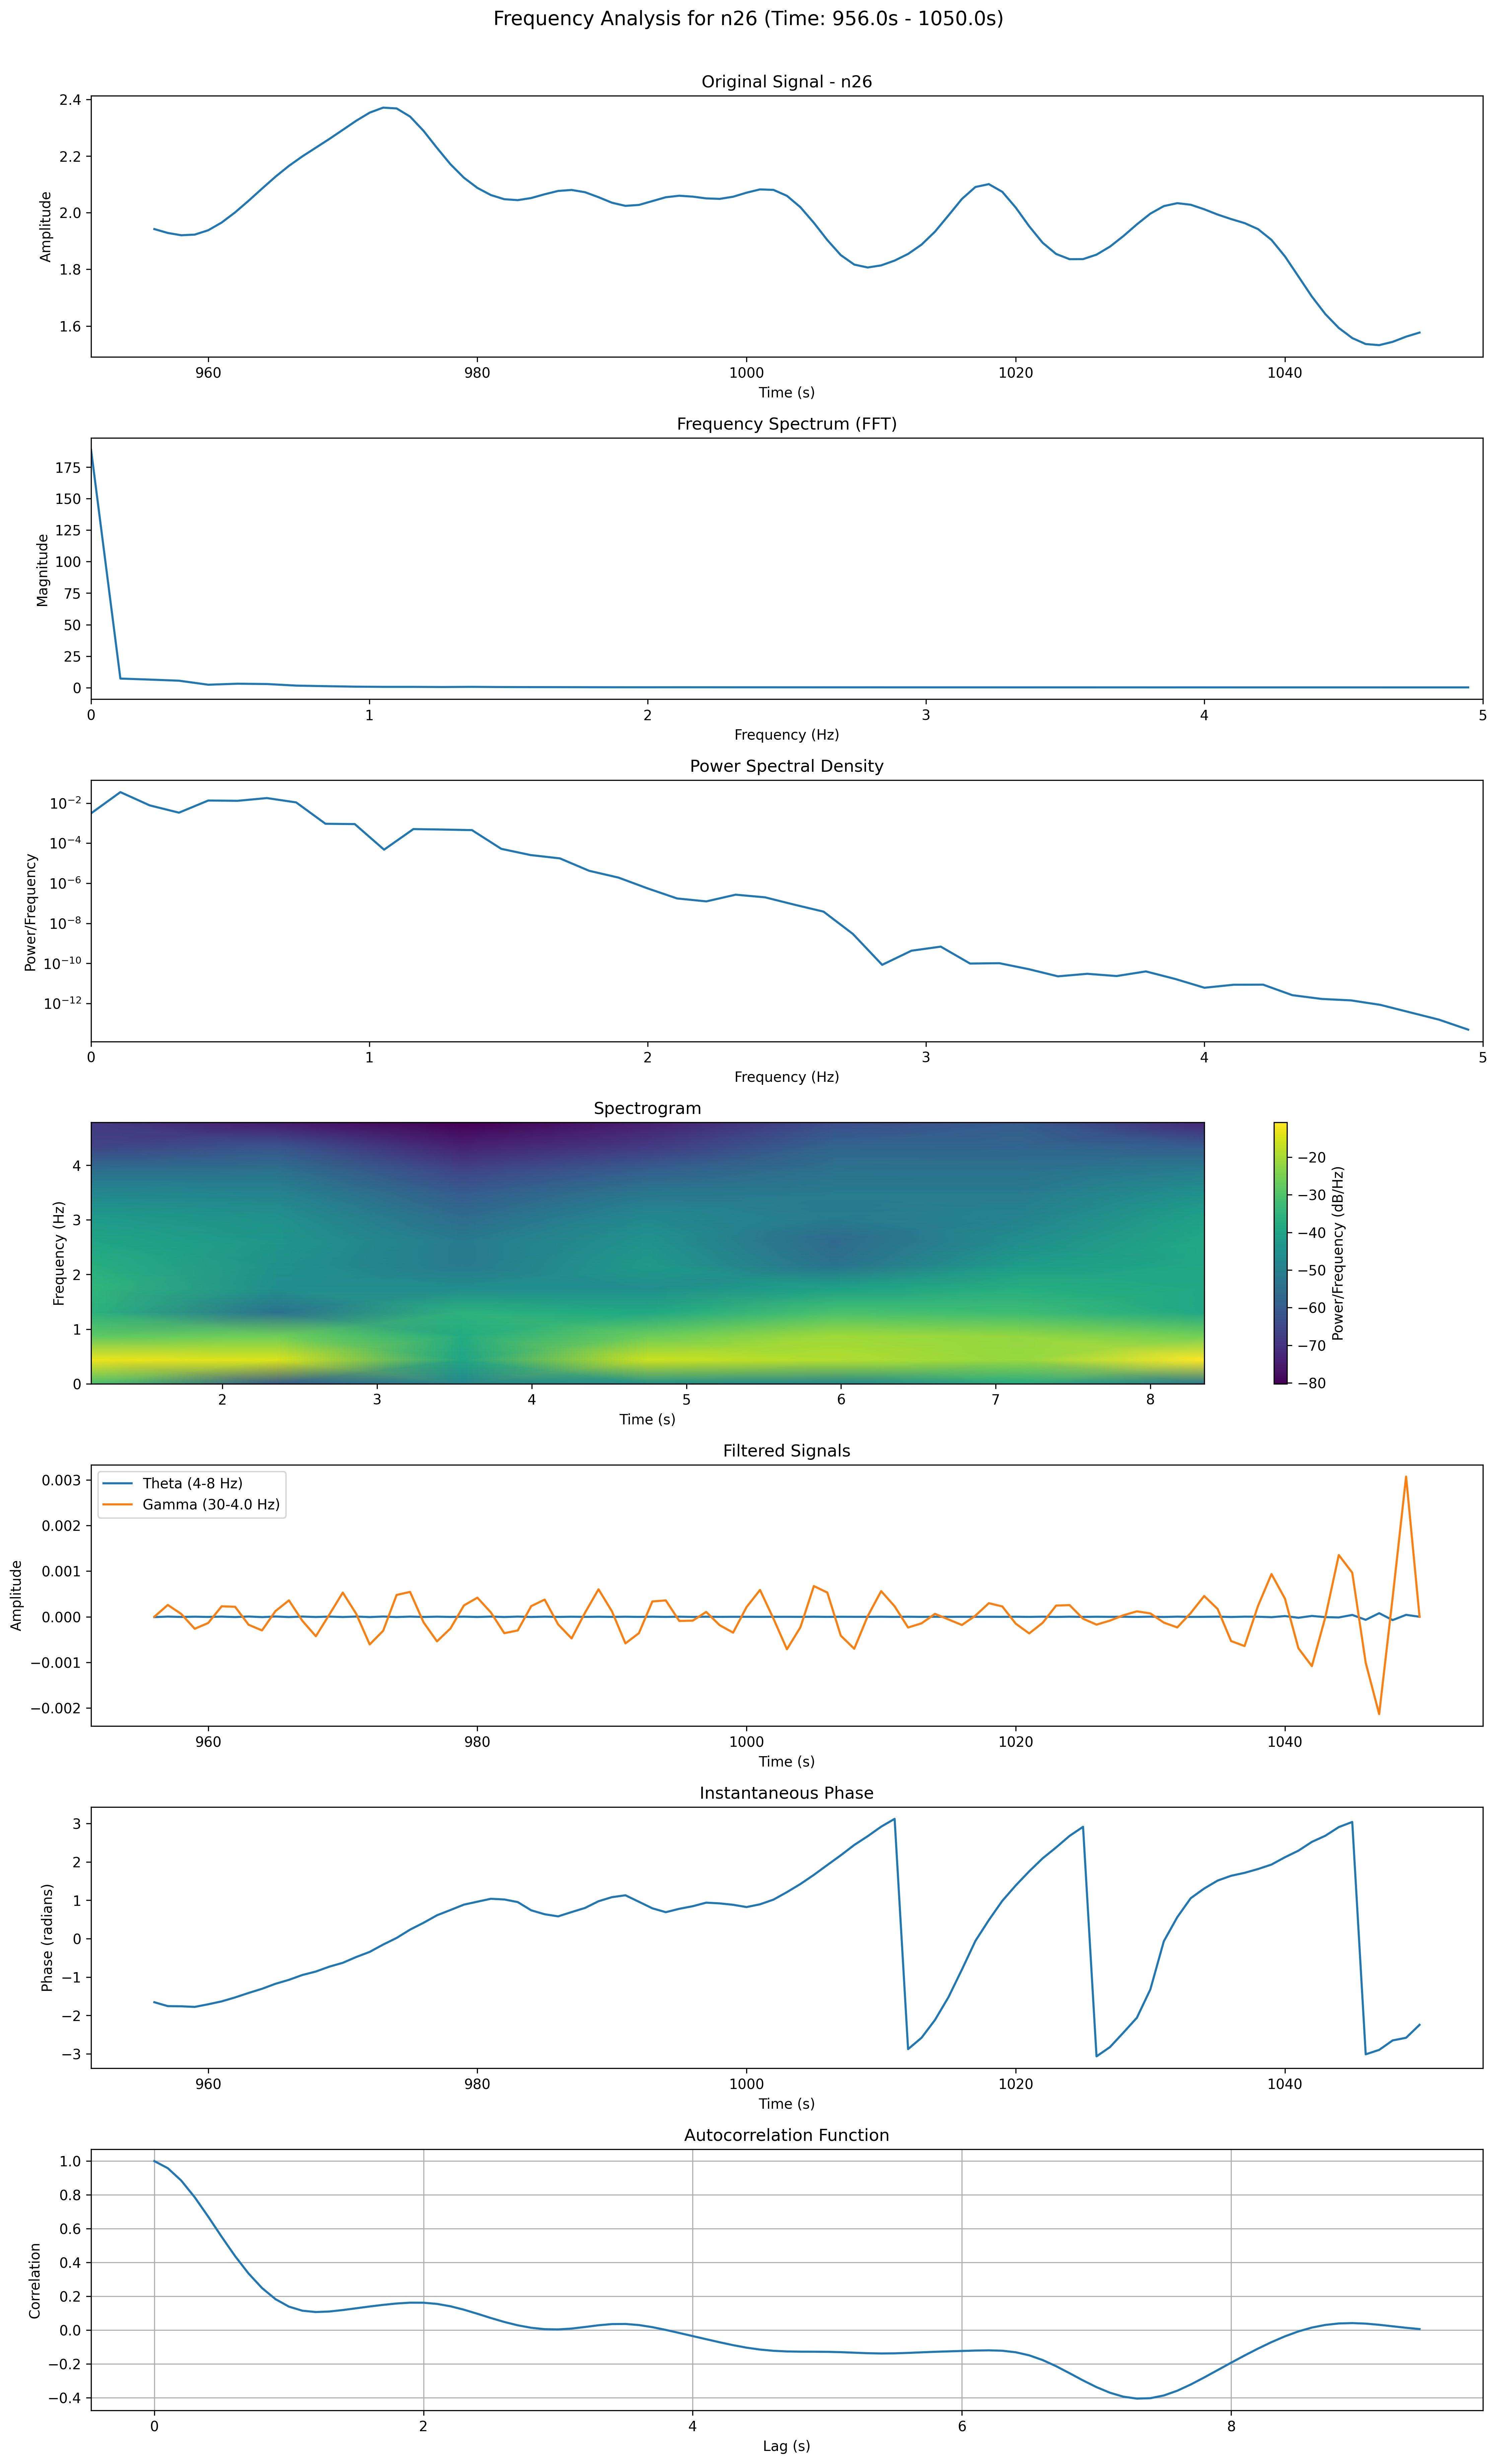 Frequency Analysis for n26 (Time: 956.0s - 1050.0s)
Original Signal - n26
Amplitude
2.4
2.2
2.0
1.8
1.6
960 980 1000 1020 1040
Time (s)
Frequency Spectrum (FFT)
Magnitude
175
150
125
100
75
50
25
0
0 1 2 3 4 5
Frequency (Hz)
Power Spectral Density
Power/Frequency
10⁻²
10⁻⁴
10⁻⁶
10⁻⁸
10⁻¹⁰
10⁻¹²
0 1 2 3 4 5
Frequency (Hz)
Spectrogram
Frequency (Hz)
4
3
2
1
0
2 3 4 5 6 7 8
Time (s)
−20
−30
−40
−50
−60
−70
−80
Power/Frequency (dB/Hz)
Filtered Signals
Theta (4-8 Hz)
Gamma (30-4.0 Hz)
Amplitude
0.003
0.002
0.001
0.000
−0.001
−0.002
960 980 1000 1020 1040
Time (s)
Instantaneous Phase
Phase (radians)
3
2
1
0
−1
−2
−3
960 980 1000 1020 1040
Time (s)
Autocorrelation Function
Correlation
1.0
0.8
0.6
0.4
0.2
0.0
−0.2
−0.4
0 2 4 6 8
Lag (s)